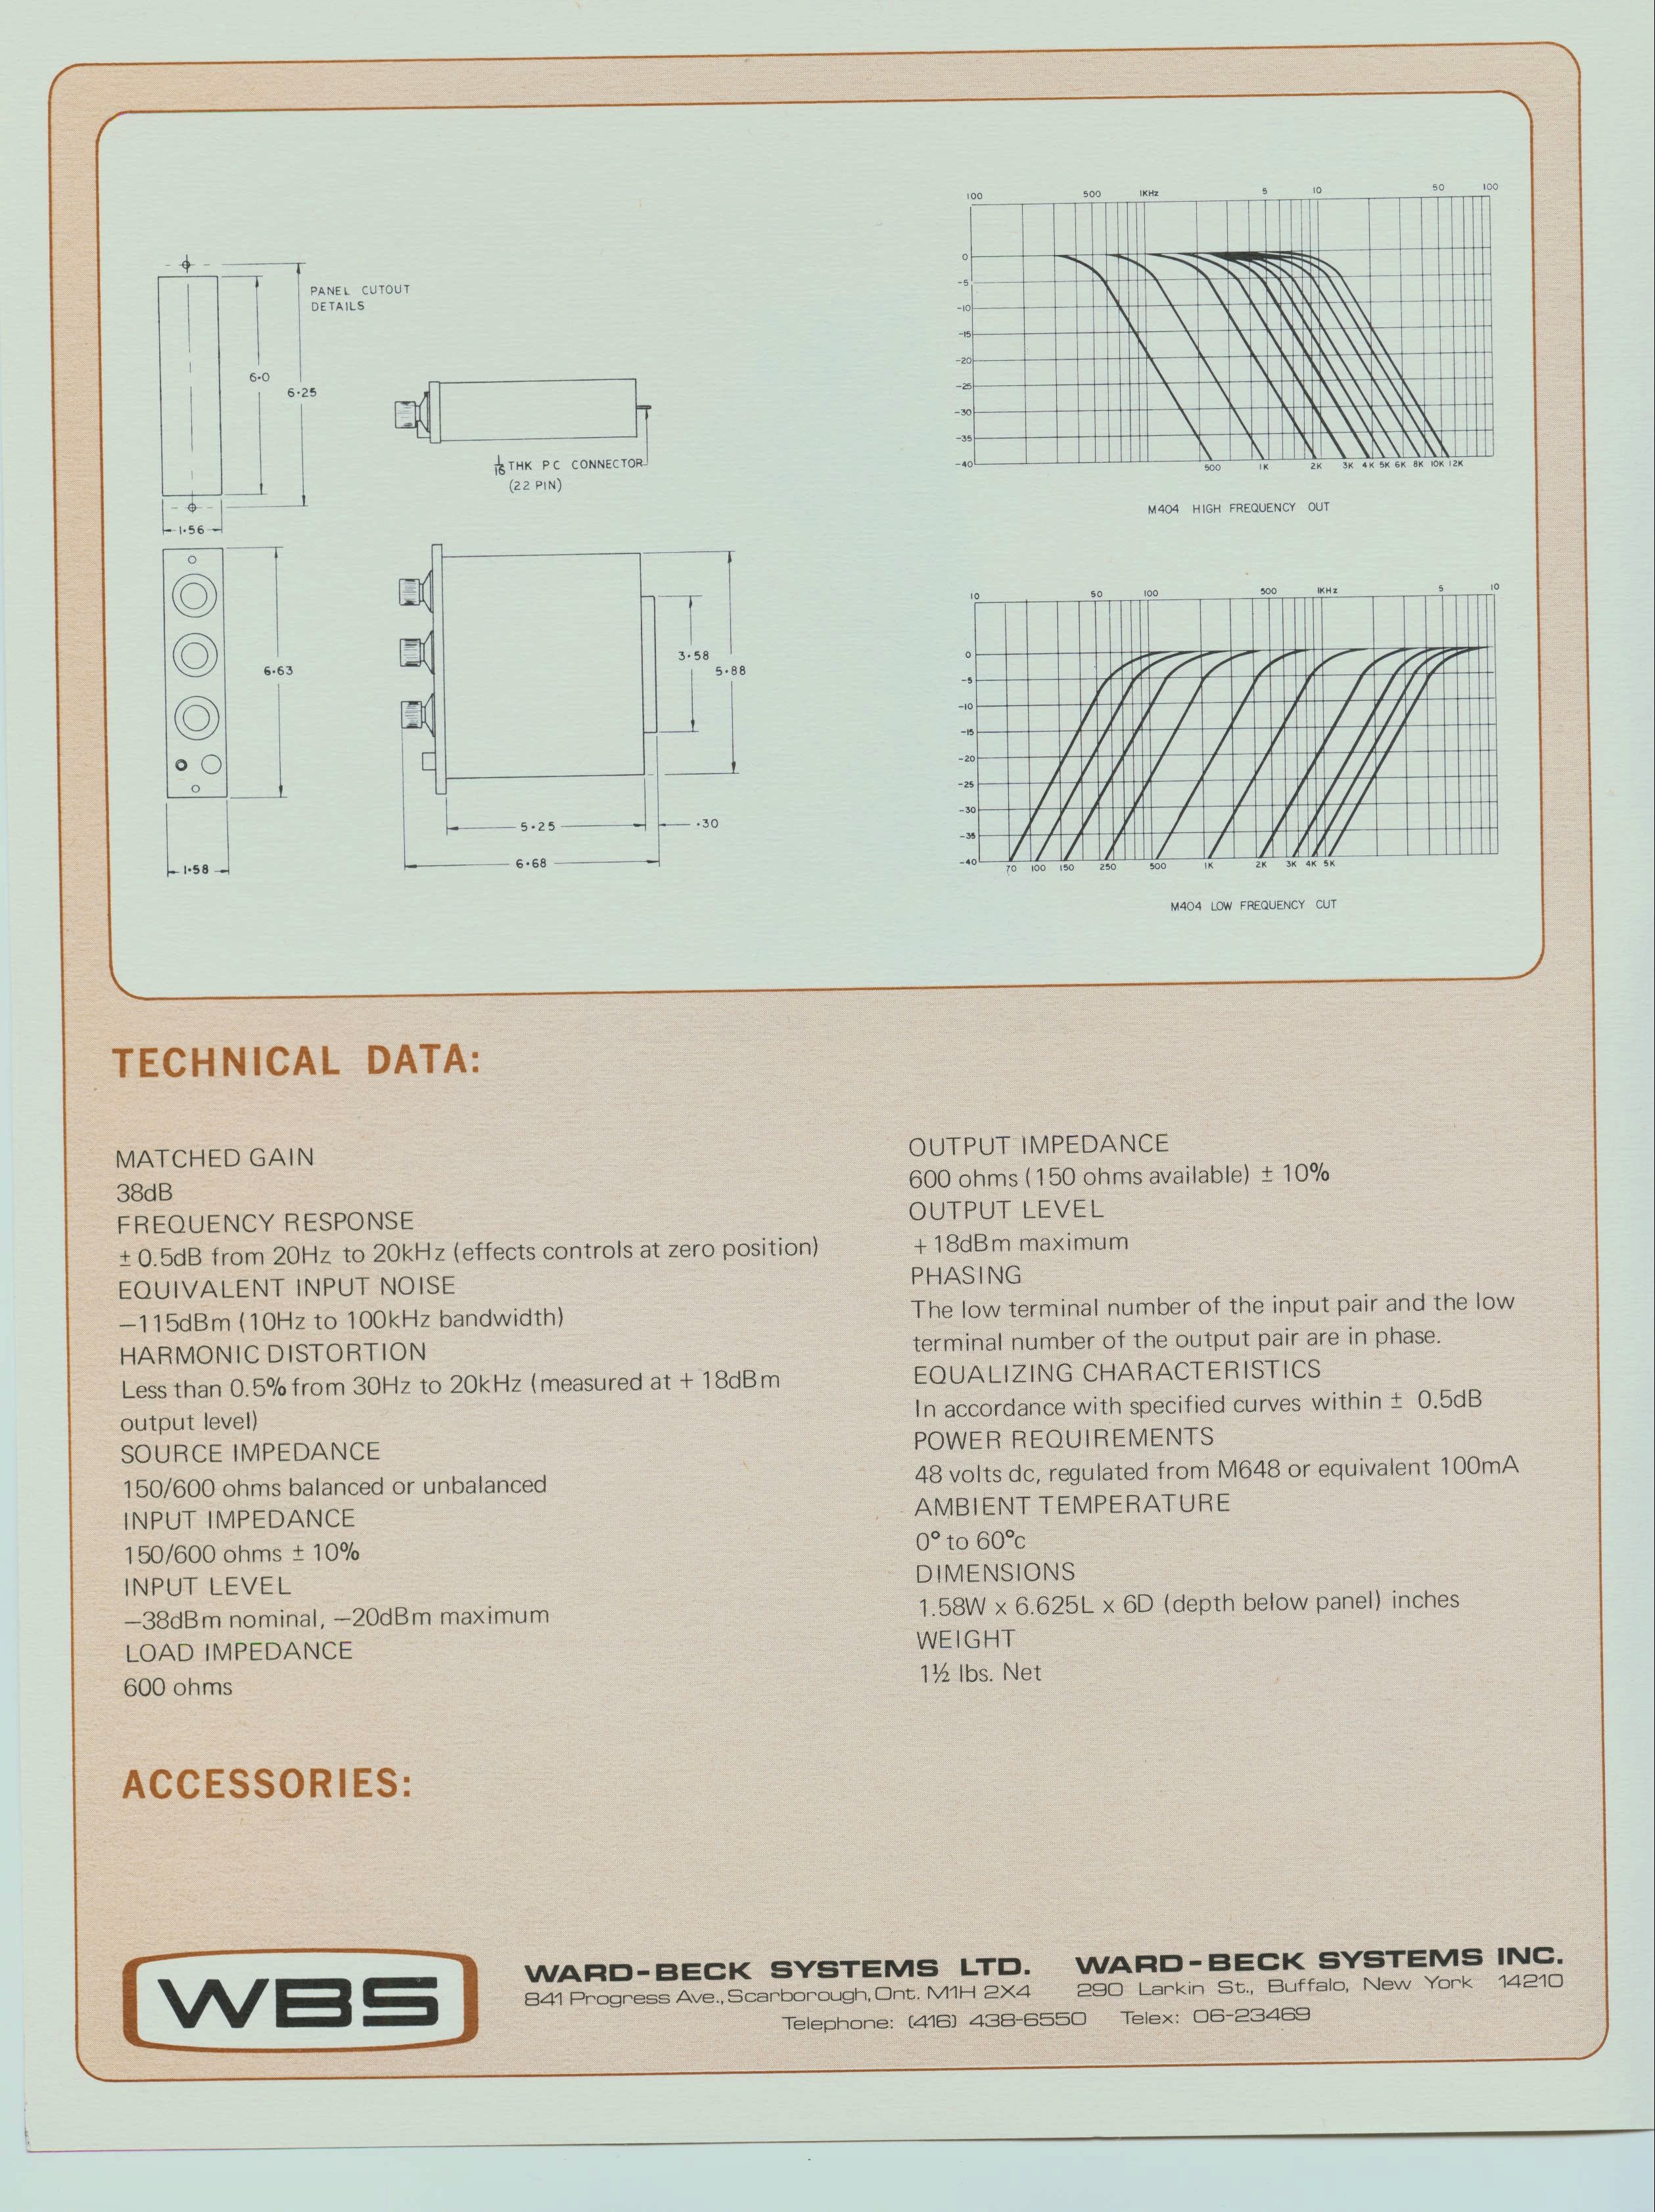 PANEL CUTOUT
DETAILS
6·0
6·25
1·56
1/16 THK PC CONNECTOR
(22 PIN)
6·63
1·58
3·58
5·88
5·25
·30
6·68
100 500 1KHz 5 10 50 100
0
-5
-10
-15
-20
-25
-30
-35
-40
500 1K 2K 3K 4K 5K 6K 8K 10K 12K
M404 HIGH FREQUENCY OUT
10 50 100 500 1KHz 5 10
0
-5
-10
-15
-20
-25
-30
-35
-40
70 100 150 250 500 1K 2K 3K 4K 5K
M404 LOW FREQUENCY CUT
TECHNICAL DATA:
MATCHED GAIN
38dB
FREQUENCY RESPONSE
± 0.5dB from 20Hz to 20kHz (effects controls at zero position)
EQUIVALENT INPUT NOISE
–115dBm (10Hz to 100kHz bandwidth)
HARMONIC DISTORTION
Less than 0.5% from 30Hz to 20kHz (measured at + 18dBm
output level)
SOURCE IMPEDANCE
150/600 ohms balanced or unbalanced
INPUT IMPEDANCE
150/600 ohms ± 10%
INPUT LEVEL
–38dBm nominal, –20dBm maximum
LOAD IMPEDANCE
600 ohms
OUTPUT IMPEDANCE
600 ohms (150 ohms available) ± 10%
OUTPUT LEVEL
+ 18dBm maximum
PHASING
The low terminal number of the input pair and the low
terminal number of the output pair are in phase.
EQUALIZING CHARACTERISTICS
In accordance with specified curves within ± 0.5dB
POWER REQUIREMENTS
48 volts dc, regulated from M648 or equivalent 100mA
AMBIENT TEMPERATURE
0° to 60°c
DIMENSIONS
1.58W x 6.625L x 6D (depth below panel) inches
WEIGHT
1½ lbs. Net
ACCESSORIES:
WBS
WARD-BECK SYSTEMS LTD. WARD-BECK SYSTEMS INC.
841 Progress Ave., Scarborough, Ont. M1H 2X4 290 Larkin St., Buffalo, New York 14210
Telephone: (416) 438-6550 Telex: 06-23469